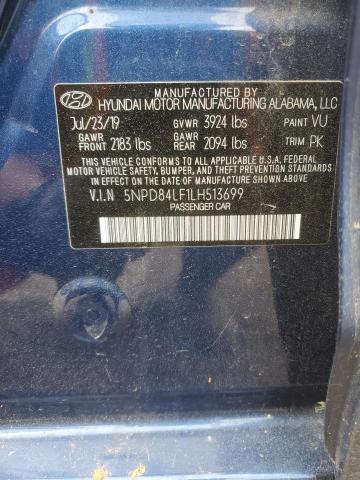 MANUFACTURED BY
HYUNDAI MOTOR MANUFACTURING ALABAMA, LLC
Jul/23/19 GVWR 3924 lbs PAINT VU
GAWR FRONT 2183 lbs GAWR REAR 2094 lbs TRIM PK
THIS VEHICLE CONFORMS TO ALL APPLICABLE U.S. FEDERAL
MOTOR VEHICLE SAFETY, BUMPER, AND THEFT PREVENTION STANDARDS
IN EFFECT ON THE DATE OF MANUFACTURE SHOWN ABOVE.
V.I.N 5NPD84LF1LH513699
PASSENGER CAR